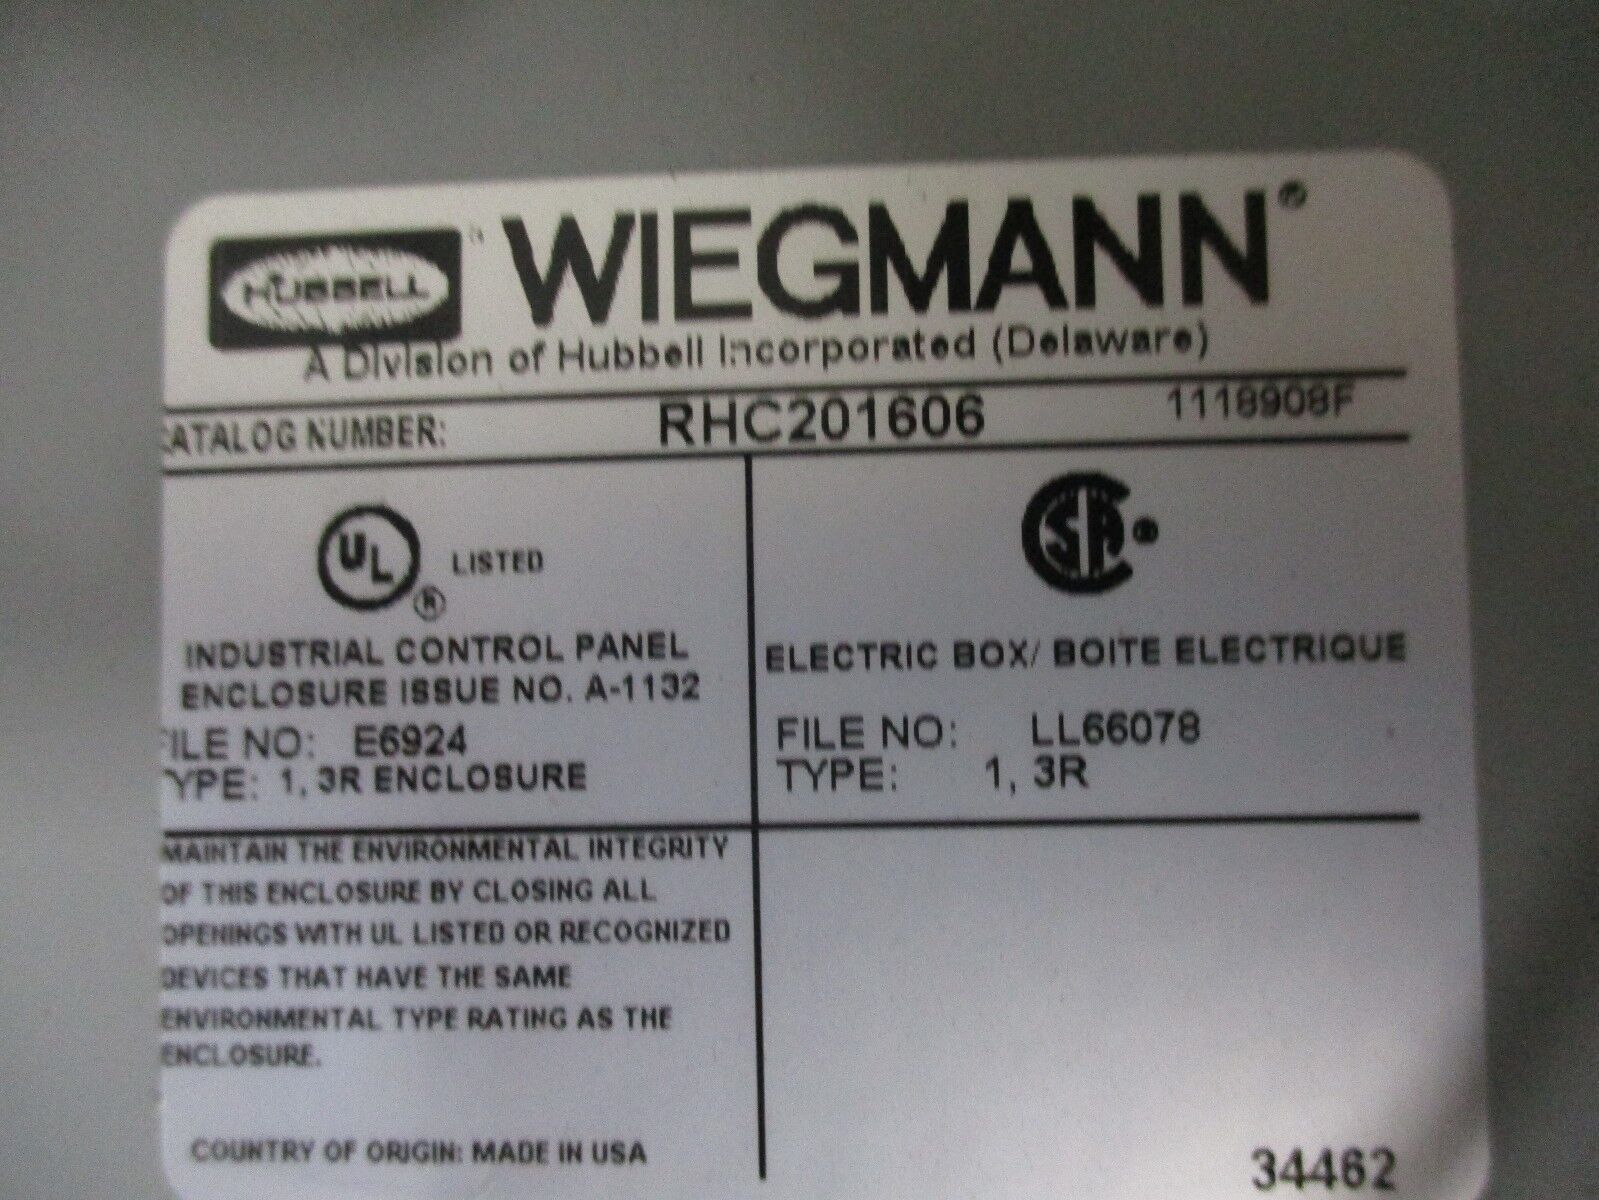 HUBBELL
WIEGMANN®
A Division of Hubbell Incorporated (Delaware)
CATALOG NUMBER: RHC201606 1118908F
UL ® LISTED
INDUSTRIAL CONTROL PANEL
ENCLOSURE ISSUE NO. A-1132
FILE NO: E6924
TYPE: 1, 3R ENCLOSURE
CSA ®
ELECTRIC BOX/ BOITE ELECTRIQUE
FILE NO: LL66078
TYPE: 1, 3R
MAINTAIN THE ENVIRONMENTAL INTEGRITY
OF THIS ENCLOSURE BY CLOSING ALL
OPENINGS WITH UL LISTED OR RECOGNIZED
DEVICES THAT HAVE THE SAME
ENVIRONMENTAL TYPE RATING AS THE
ENCLOSURE.
COUNTRY OF ORIGIN: MADE IN USA
34462